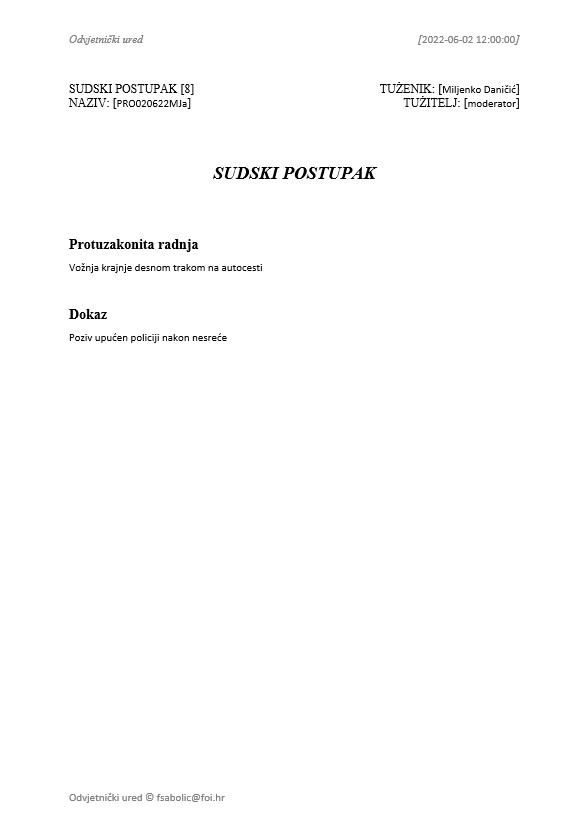 Odvjetnički ured [2022-06-02 12:00:00]
SUDSKI POSTUPAK [8] TUŽENIK: [Miljenko Daničić]
NAZIV: [PRO020622MJa] TUŽITELJ: [moderator]
SUDSKI POSTUPAK
Protuzakonita radnja
Vožnja krajnje desnom trakom na autocesti
Dokaz
Poziv upućen policiji nakon nesreće
Odvjetnički ured © fsabolic@foi.hr